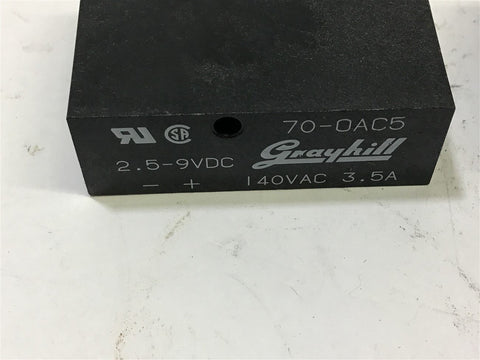 70-OAC5
Grayhill
2.5-9VDC
- + 140VAC 3.5A